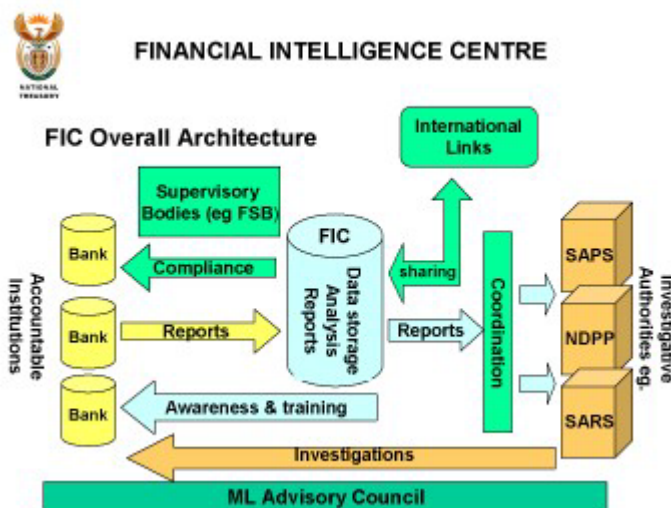 NATIONAL
TREASURY
FINANCIAL INTELLIGENCE CENTRE
FIC Overall Architecture
International
Links
Supervisory
Bodies (eg FSB)
Accountable
Institutions
Bank
Compliance
FIC
Data storage
Analysis
Reports
sharing
Coordination
SAPS
Investigative
Authorities eg.
Bank
Reports
Reports
NDPP
Bank
Awareness & training
SARS
Investigations
ML Advisory Council